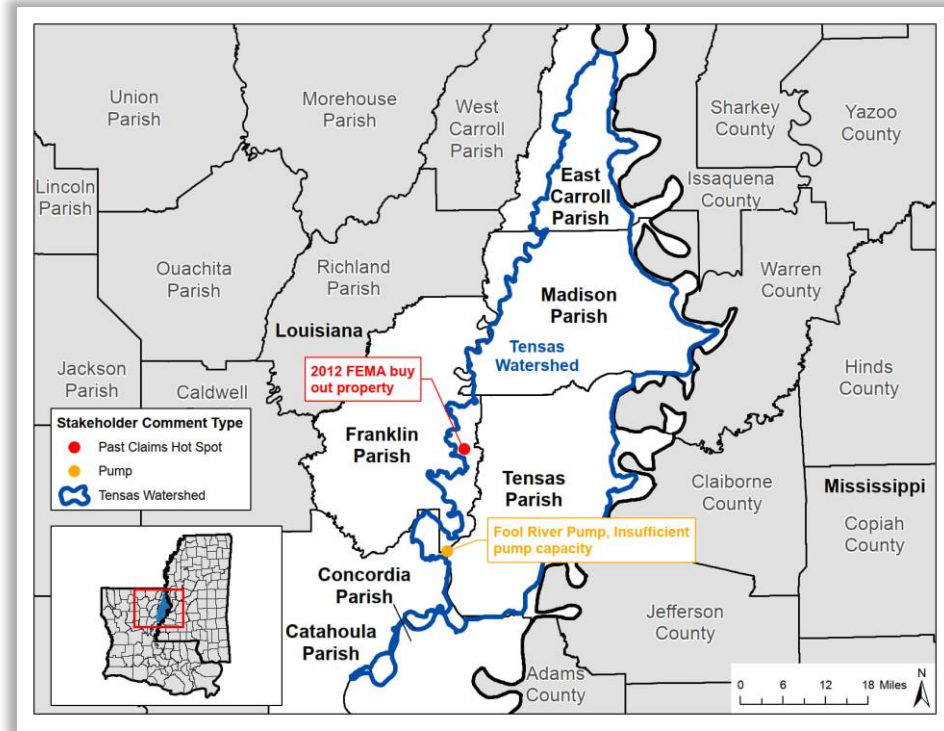 Union
Parish
Morehouse
Parish
West
Carroll
Parish
Sharkey
County
Yazoo
County
Lincoln
Parish
East
Carroll
Parish
Issaquena
County
Ouachita
Parish
Richland
Parish
Warren
County
Madison
Parish
Louisiana
Tensas
Watershed
Hinds
County
Jackson
Parish
Caldwell
2012 FEMA buy
out property
Stakeholder Comment Type
Past Claims Hot Spot
Pump
Tensas Watershed
Franklin
Parish
Tensas
Parish
Claiborne
County
Mississippi
Copiah
County
Fool River Pump, Insufficient
pump capacity
Concordia
Parish
Catahoula
Parish
Jefferson
County
Adams
County
0 6 12 18 Miles
N